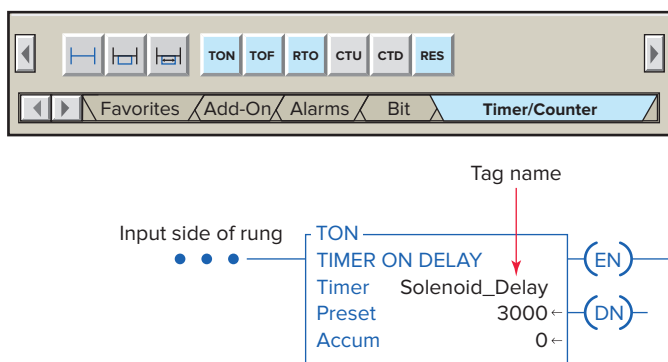 TON TOF RTO CTU CTD RES
Favorites Add-On Alarms Bit Timer/Counter
Tag name
Input side of rung
TON
TIMER ON DELAY
EN
Timer Solenoid_Delay
Preset 3000
DN
Accum 0